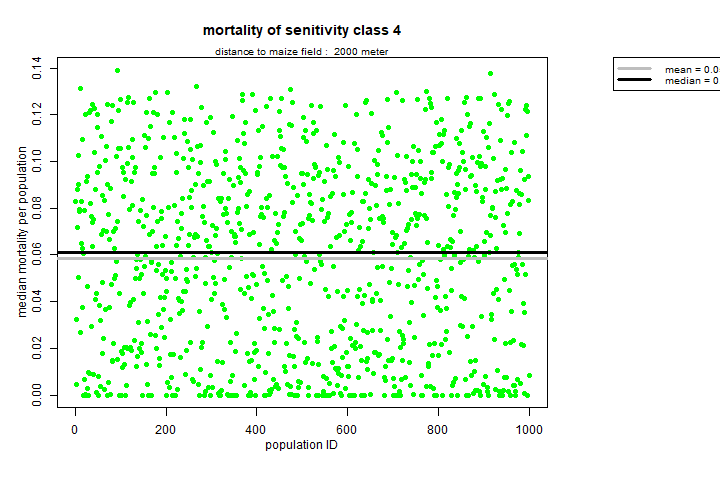 mortality of senitivity class 4
distance to maize field :  2000 meter
mean = 0.0
median = 0
median mortality per population
0.14
0.12
0.10
0.08
0.06
0.04
0.02
0.00
0 200 400 600 800 1000
population ID